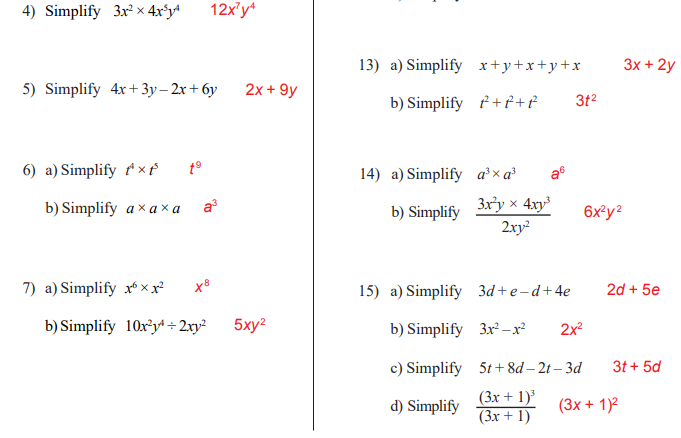 4) Simplify 3x² × 4x⁵y⁴ 12x⁷y⁴
5) Simplify 4x + 3y – 2x + 6y 2x + 9y
6) a) Simplify t⁴ × t⁵ t⁹
b) Simplify a × a × a a³
7) a) Simplify x⁶ × x² x⁸
b) Simplify 10x²y⁴ ÷ 2xy² 5xy²
13) a) Simplify x + y + x + y + x 3x + 2y
b) Simplify t² + t² + t² 3t²
14) a) Simplify a³ × a³ a⁶
b) Simplify 3x²y × 4xy³ 6x²y²
2xy²
15) a) Simplify 3d + e – d + 4e 2d + 5e
b) Simplify 3x² – x² 2x²
c) Simplify 5t + 8d – 2t – 3d 3t + 5d
d) Simplify (3x + 1)³ (3x + 1)²
(3x + 1)